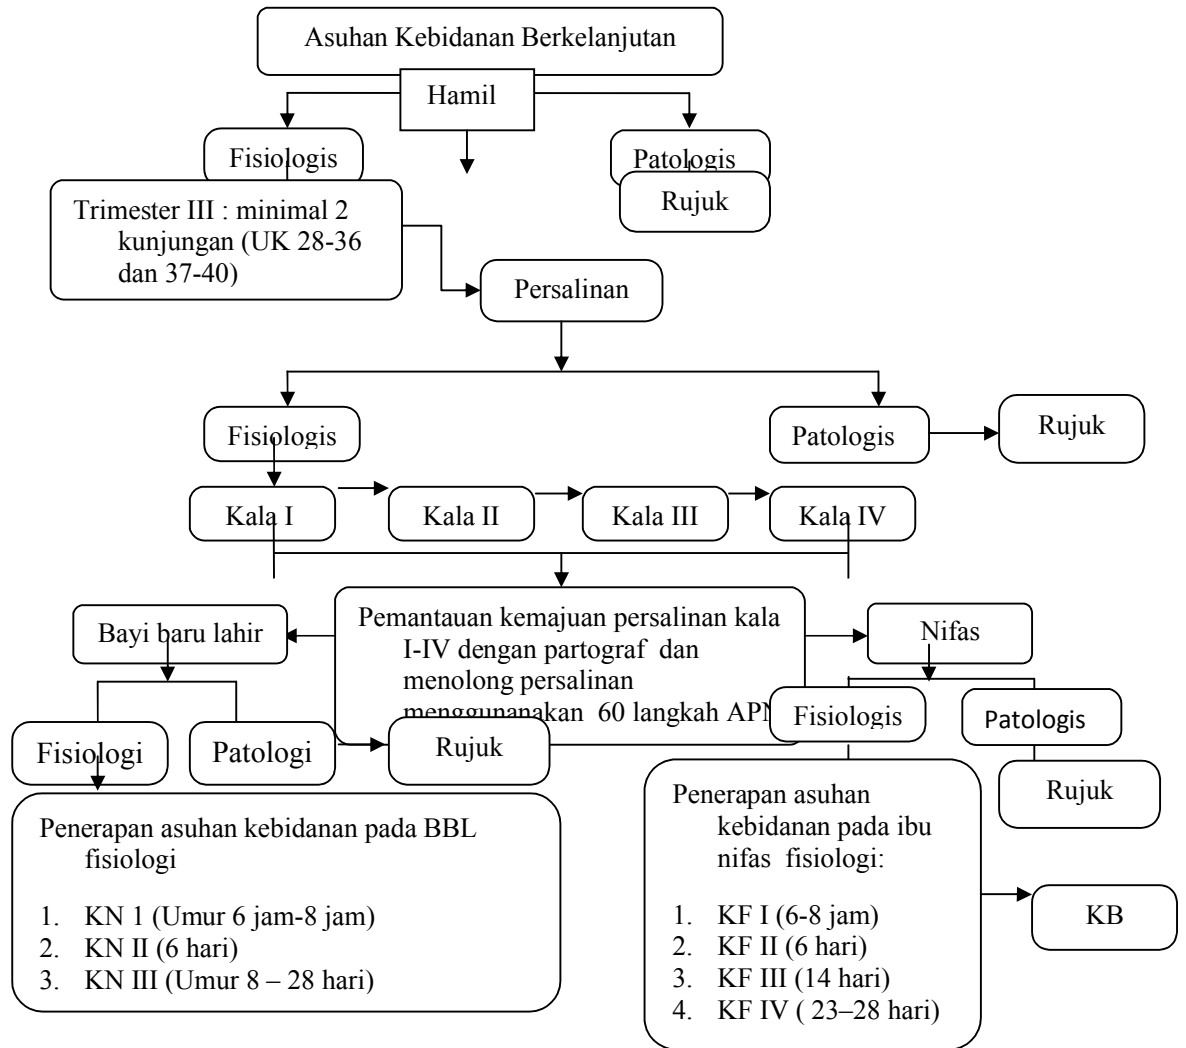 Asuhan Kebidanan Berkelanjutan
Hamil
Fisiologis
Patologis
Rujuk
Trimester III : minimal 2
kunjungan (UK 28-36
dan 37-40)
Persalinan
Fisiologis
Patologis
Rujuk
Kala I
Kala II
Kala III
Kala IV
Bayi baru lahir
Pemantauan kemajuan persalinan kala
I-IV dengan partograf dan
menolong persalinan
menggunanakan 60 langkah APN
Nifas
Fisiologi
Patologi
Rujuk
Fisiologis
Patologis
Rujuk
Penerapan asuhan kebidanan pada BBL
fisiologi
1. KN 1 (Umur 6 jam-8 jam)
2. KN II (6 hari)
3. KN III (Umur 8 – 28 hari)
Penerapan asuhan
kebidanan pada ibu
nifas fisiologi:
1. KF I (6-8 jam)
2. KF II (6 hari)
3. KF III (14 hari)
4. KF IV ( 23–28 hari)
KB